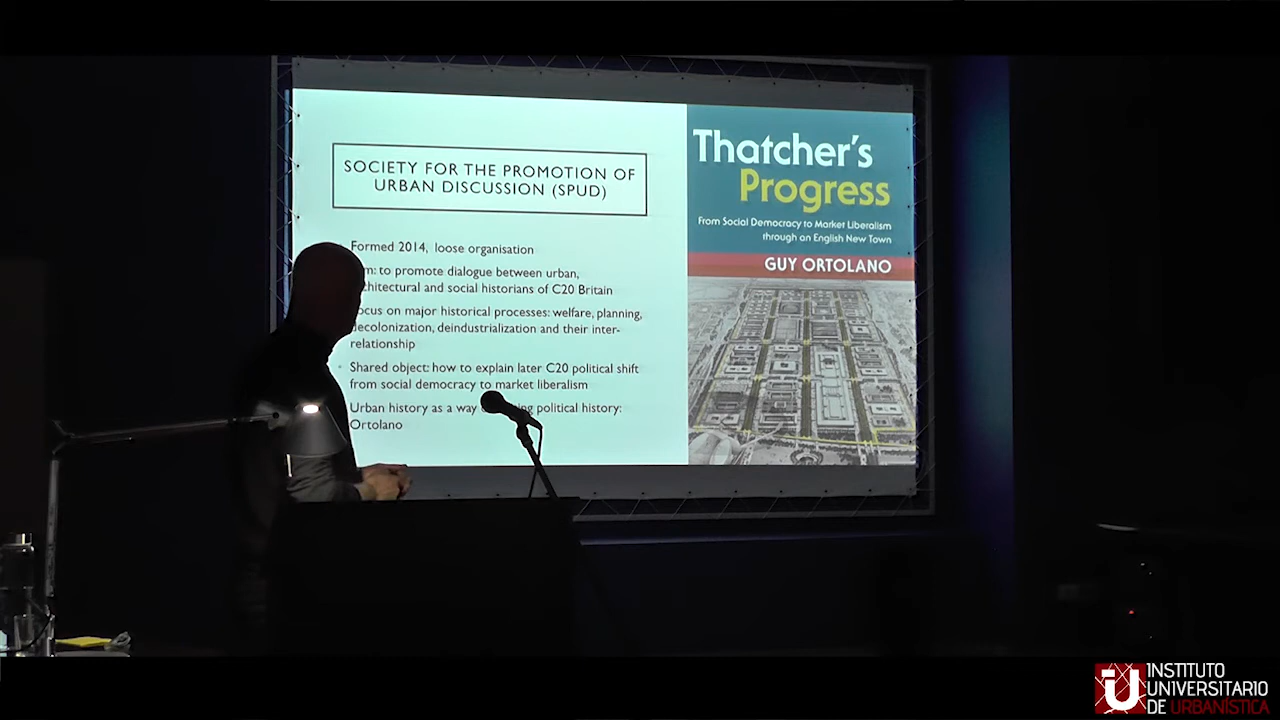 SOCIETY FOR THE PROMOTION OF
URBAN DISCUSSION (SPUD)
Formed 2014, loose organisation
to promote dialogue between urban,
and social historians of C20 Britain
on major historical processes: welfare, planning,
deindustrialization and their inter-
relationship
Shared object: how to explain later C20 political shift
from social democracy to market liberalism
Urban history as a way political history:
Ortolano
Thatcher's
Progress
From Social Democracy to Market Liberalism
through an English New Town
GUY ORTOLANO
IU
INSTITUTO
UNIVERSITARIO
DE URBANÍSTICA